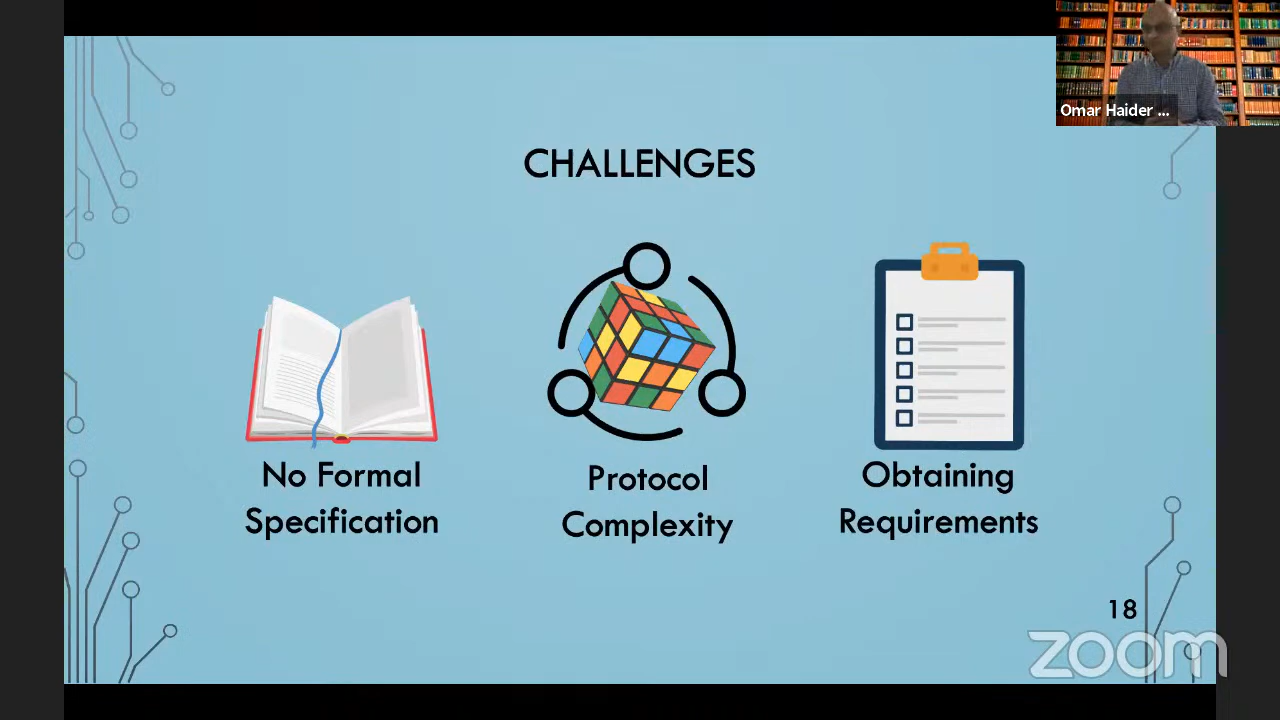 Omar Haider ...
CHALLENGES
No Formal
Specification
Protocol
Complexity
Obtaining
Requirements
18
zoom